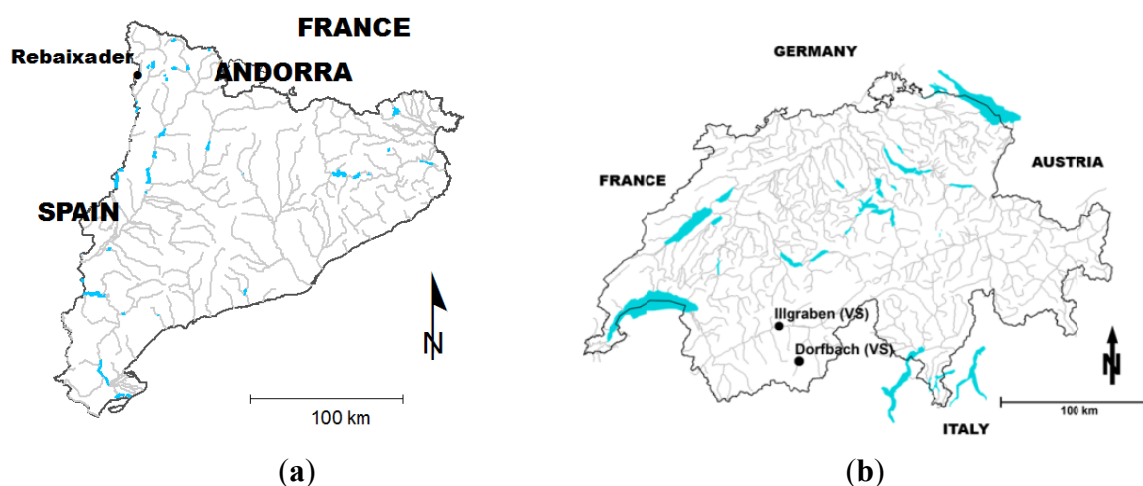 FRANCE
Rebaixader
ANDORRA
SPAIN
N
100 km
(a)
GERMANY
AUSTRIA
FRANCE
Illgraben (VS)
Dorfbach (VS)
N
100 km
ITALY
(b)